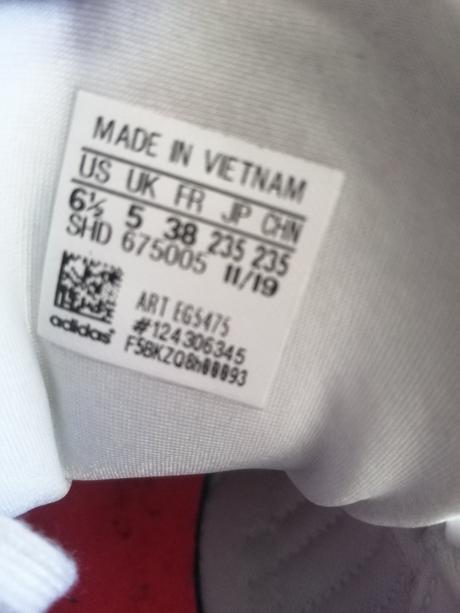 MADE IN VIETNAM
US UK FR JP CHN
6½ 5 38 235 235
SHD 675005 11/19
ART EG5475
#124306345
adidas F5BKZQ8h00093